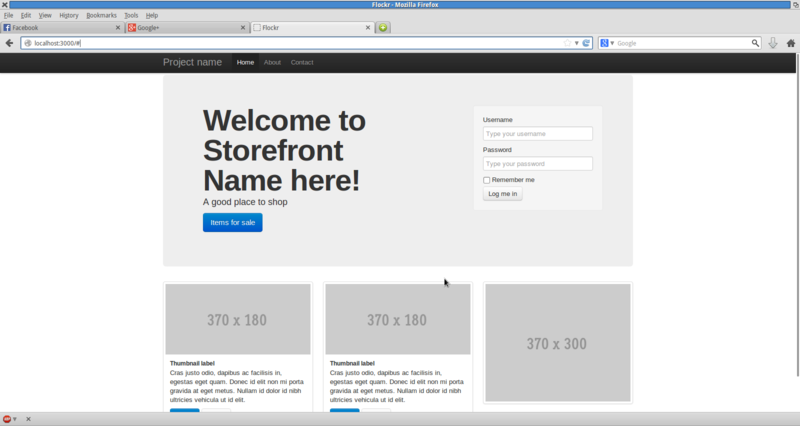 Flockr - Mozilla Firefox
File Edit View History Bookmarks Tools Help
Facebook
Google+
Flockr
localhost:3000/#
Google
Project name Home About Contact
Welcome to
Storefront
Name here!
A good place to shop
Items for sale
Username
Type your username
Password
Type your password
Remember me
Log me in
370 x 180
Thumbnail label
Cras justo odio, dapibus ac facilisis in,
egestas eget quam. Donec id elit non mi porta
gravida at eget metus. Nullam id dolor id nibh
ultricies vehicula ut id elit.
370 x 180
Thumbnail label
Cras justo odio, dapibus ac facilisis in,
egestas eget quam. Donec id elit non mi porta
gravida at eget metus. Nullam id dolor id nibh
ultricies vehicula ut id elit.
370 x 300
ABP